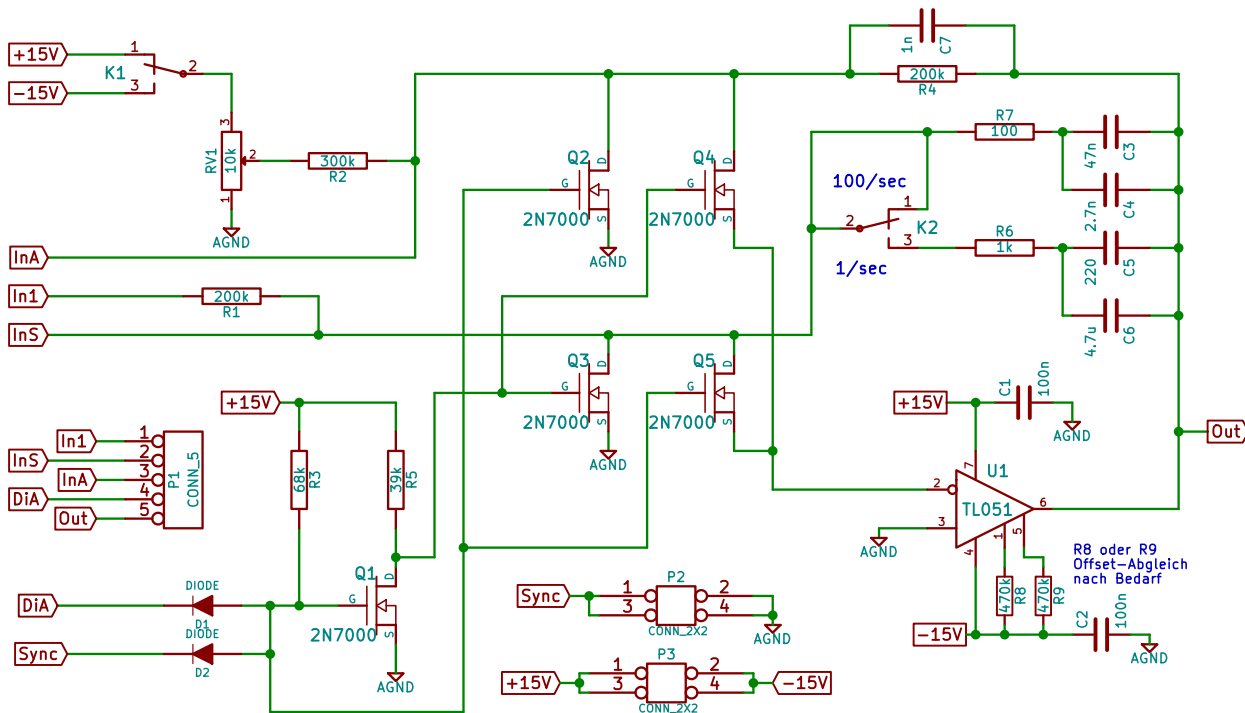 1n
C7
+15V
1
K1
2
-15V
3
200k
R4
3
RV1
10k
2
1
AGND
300k
R2
Q2
D
G
S
2N7000
AGND
Q4
D
G
S
2N7000
R7
100
47n
C3
100/sec
1
2
K2
3
2.7n
C4
R6
1k
1/sec
220
C5
4.7u
C6
InA
In1
200k
R1
InS
Q3
D
G
S
2N7000
AGND
Q5
D
G
S
2N7000
+15V
68k
R3
39k
R5
+15V
C1
100n
AGND
Out
In1
1
InS
2
InA
3
DiA
4
Out
5
P1
CONN_5
7
U1
2
TL051
6
3
AGND
4
1
5
R8 oder R9
Offset-Abgleich
nach Bedarf
470k
R8
470k
R9
C2
100n
-15V
AGND
DIODE
DiA
D1
DIODE
Sync
D2
Q1
D
G
S
2N7000
AGND
P2
Sync
1
2
3
4
CONN_2X2
AGND
P3
+15V
1
2
3
4
-15V
CONN_2X2